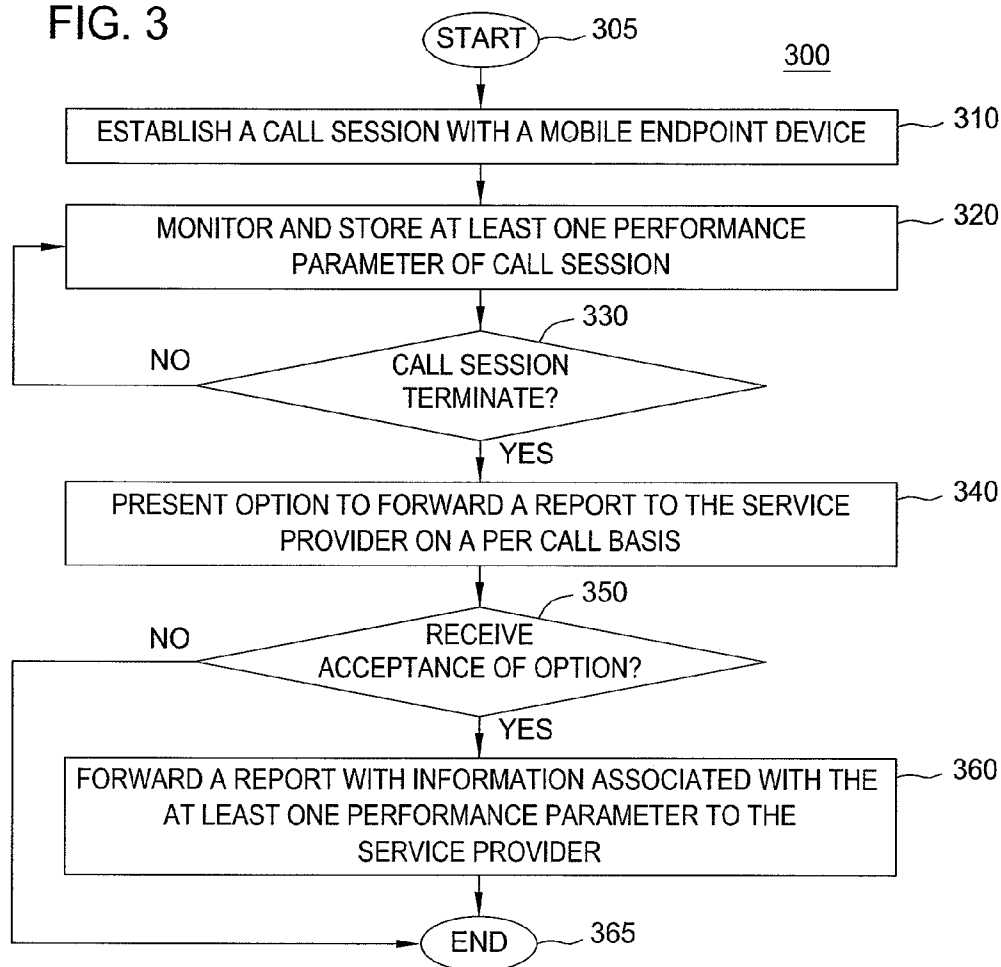 FIG. 3
START
305
300
ESTABLISH A CALL SESSION WITH A MOBILE ENDPOINT DEVICE
310
MONITOR AND STORE AT LEAST ONE PERFORMANCE
PARAMETER OF CALL SESSION
320
330
NO
CALL SESSION
TERMINATE?
YES
PRESENT OPTION TO FORWARD A REPORT TO THE SERVICE
PROVIDER ON A PER CALL BASIS
340
350
NO
RECEIVE
ACCEPTANCE OF OPTION?
YES
FORWARD A REPORT WITH INFORMATION ASSOCIATED WITH THE
AT LEAST ONE PERFORMANCE PARAMETER TO THE
SERVICE PROVIDER
360
END
365